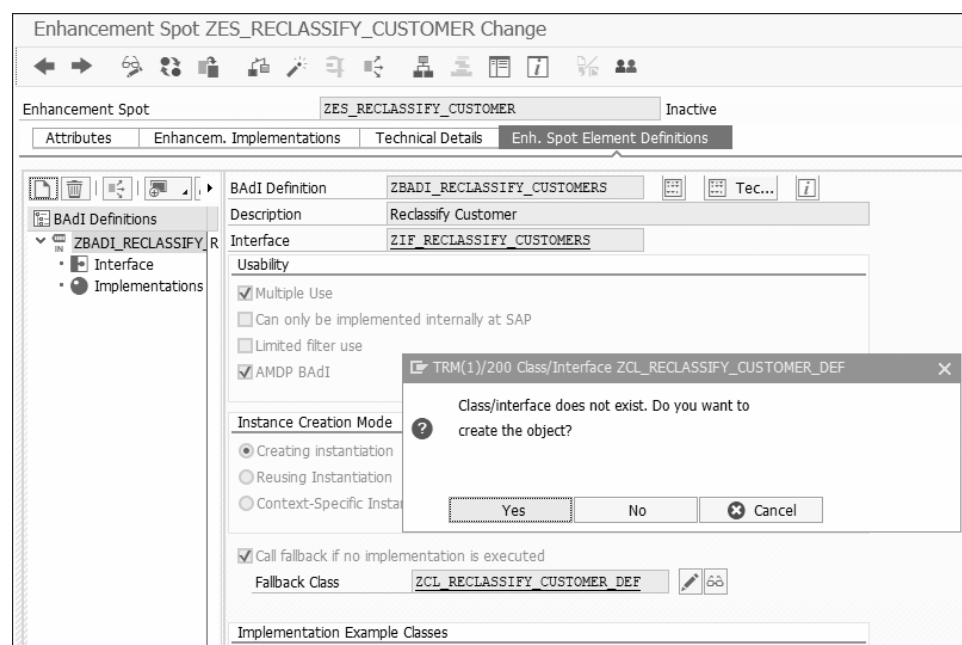 Enhancement Spot ZES_RECLASSIFY_CUSTOMER Change
Enhancement Spot ZES_RECLASSIFY_CUSTOMER Inactive
Attributes Enhancem. Implementations Technical Details Enh. Spot Element Definitions
BAdI Definition ZBADI_RECLASSIFY_CUSTOMERS Tec...
BAdI Definitions
Description Reclassify Customer
IN ZBADI_RECLASSIFY_ R
Interface ZIF_RECLASSIFY_CUSTOMERS
Interface
Implementations
Usability
Multiple Use
Can only be implemented internally at SAP
Limited filter use
AMDP BAdI
TRM(1)/200 Class/Interface ZCL_RECLASSIFY_CUSTOMER_DEF
Class/interface does not exist. Do you want to
create the object?
Yes No Cancel
Instance Creation Mode
Creating instantiation
Reusing Instantiation
Context-Specific Instar
Call fallback if no implementation is executed
Fallback Class ZCL_RECLASSIFY_CUSTOMER_DEF
Implementation Example Classes